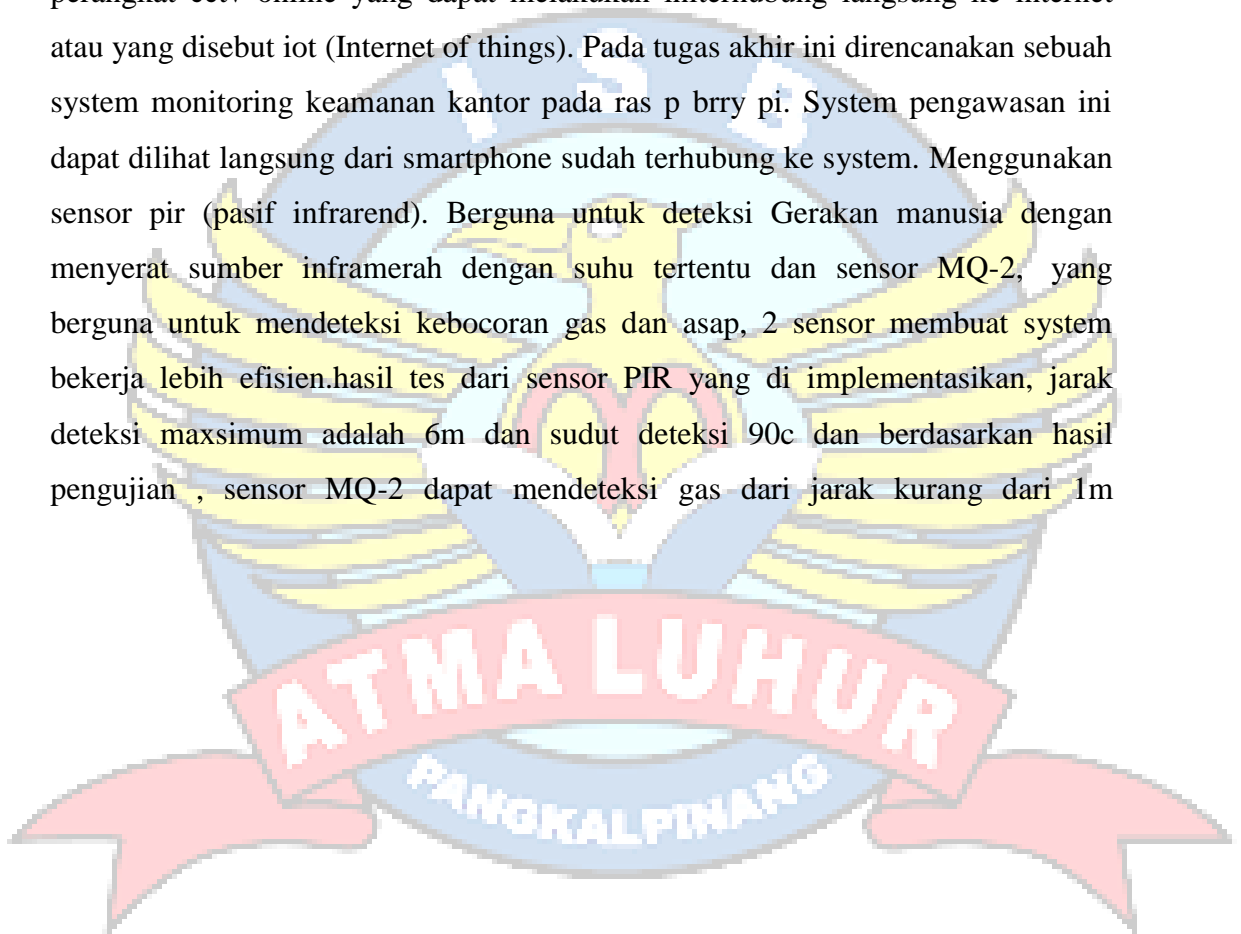 perangkat cctv online yang dapat melakukan miterhubung langsung ke internet
atau yang disebut iot (Internet of things). Pada tugas akhir ini direncanakan sebuah
system monitoring keamanan kantor pada ras p brry pi. System pengawasan ini
dapat dilihat langsung dari smartphone sudah terhubung ke system. Menggunakan
sensor pir (pasif infrarend). Berguna untuk deteksi Gerakan manusia dengan
menyerat sumber inframerah dengan suhu tertentu dan sensor MQ-2, yang
berguna untuk mendeteksi kebocoran gas dan asap, 2 sensor membuat system
bekerja lebih efisien.hasil tes dari sensor PIR yang di implementasikan, jarak
deteksi maxsimum adalah 6m dan sudut deteksi 90c dan berdasarkan hasil
pengujian , sensor MQ-2 dapat mendeteksi gas dari jarak kurang dari 1m
I S B
ATMA LUHUR
PANGKALPINANG